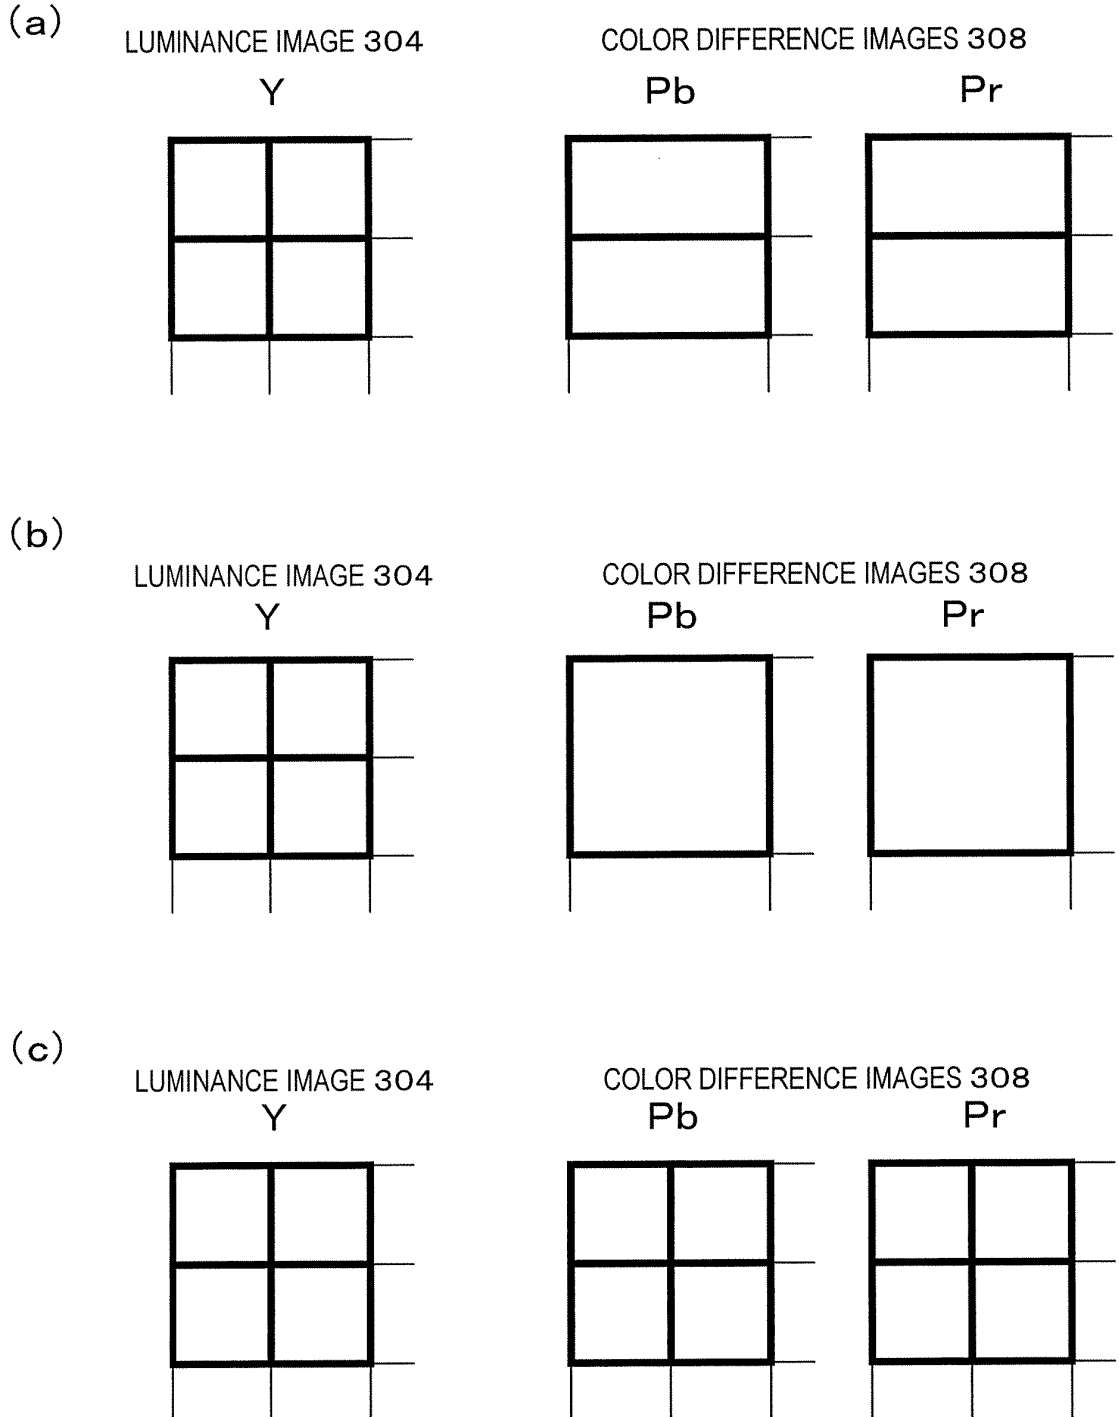 (a)
LUMINANCE IMAGE 304 COLOR DIFFERENCE IMAGES 308
Y Pb Pr
(b)
LUMINANCE IMAGE 304 COLOR DIFFERENCE IMAGES 308
Y Pb Pr
(c)
LUMINANCE IMAGE 304 COLOR DIFFERENCE IMAGES 308
Y Pb Pr